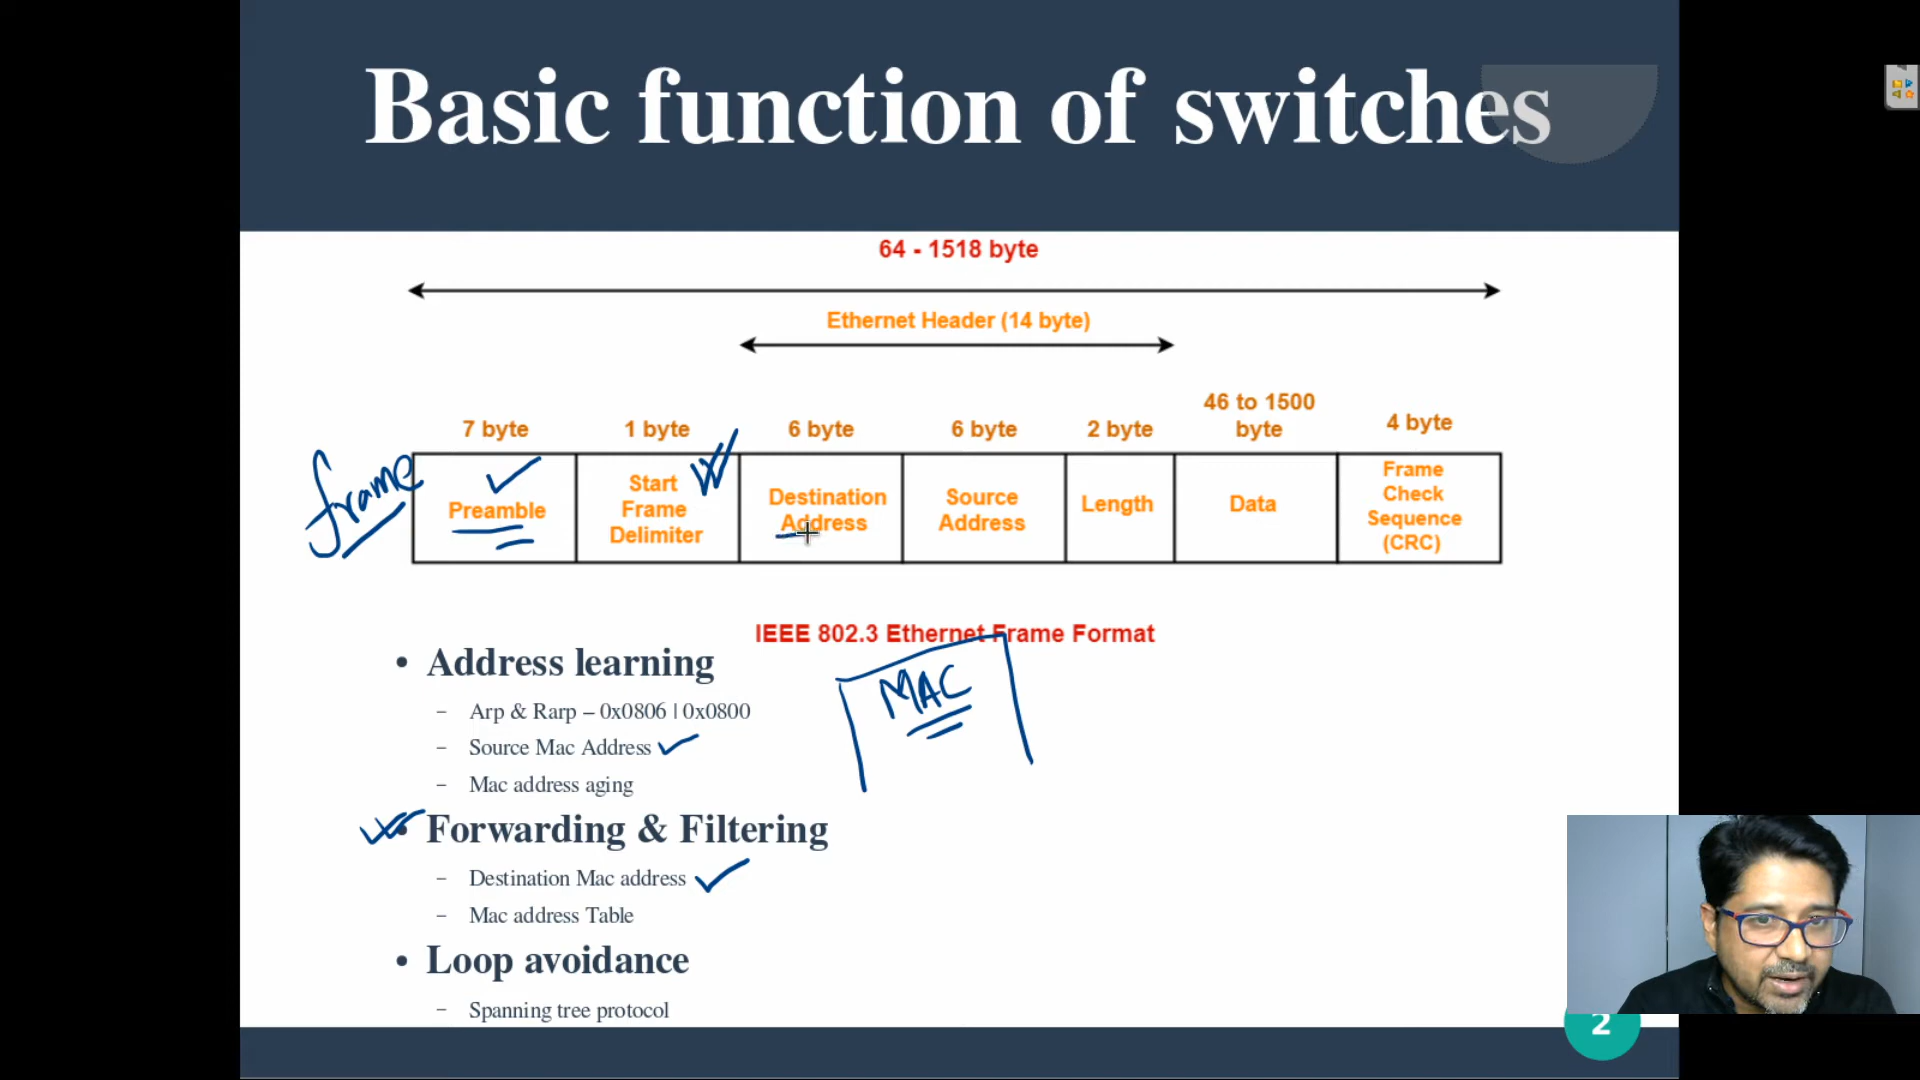 Basic function of switches
64 - 1518 byte
Ethernet Header (14 byte)
7 byte
1 byte
6 byte
6 byte
2 byte
46 to 1500
byte
4 byte
frame
Preamble
Start
Frame
Delimiter
Destination
Address
Source
Address
Length
Data
Frame
Check
Sequence
(CRC)
IEEE 802.3 Ethernet Frame Format
• Address learning
– Arp & Rarp – 0x0806 | 0x0800
– Source Mac Address
– Mac address aging
MAC
• Forwarding & Filtering
– Destination Mac address
– Mac address Table
• Loop avoidance
– Spanning tree protocol
2